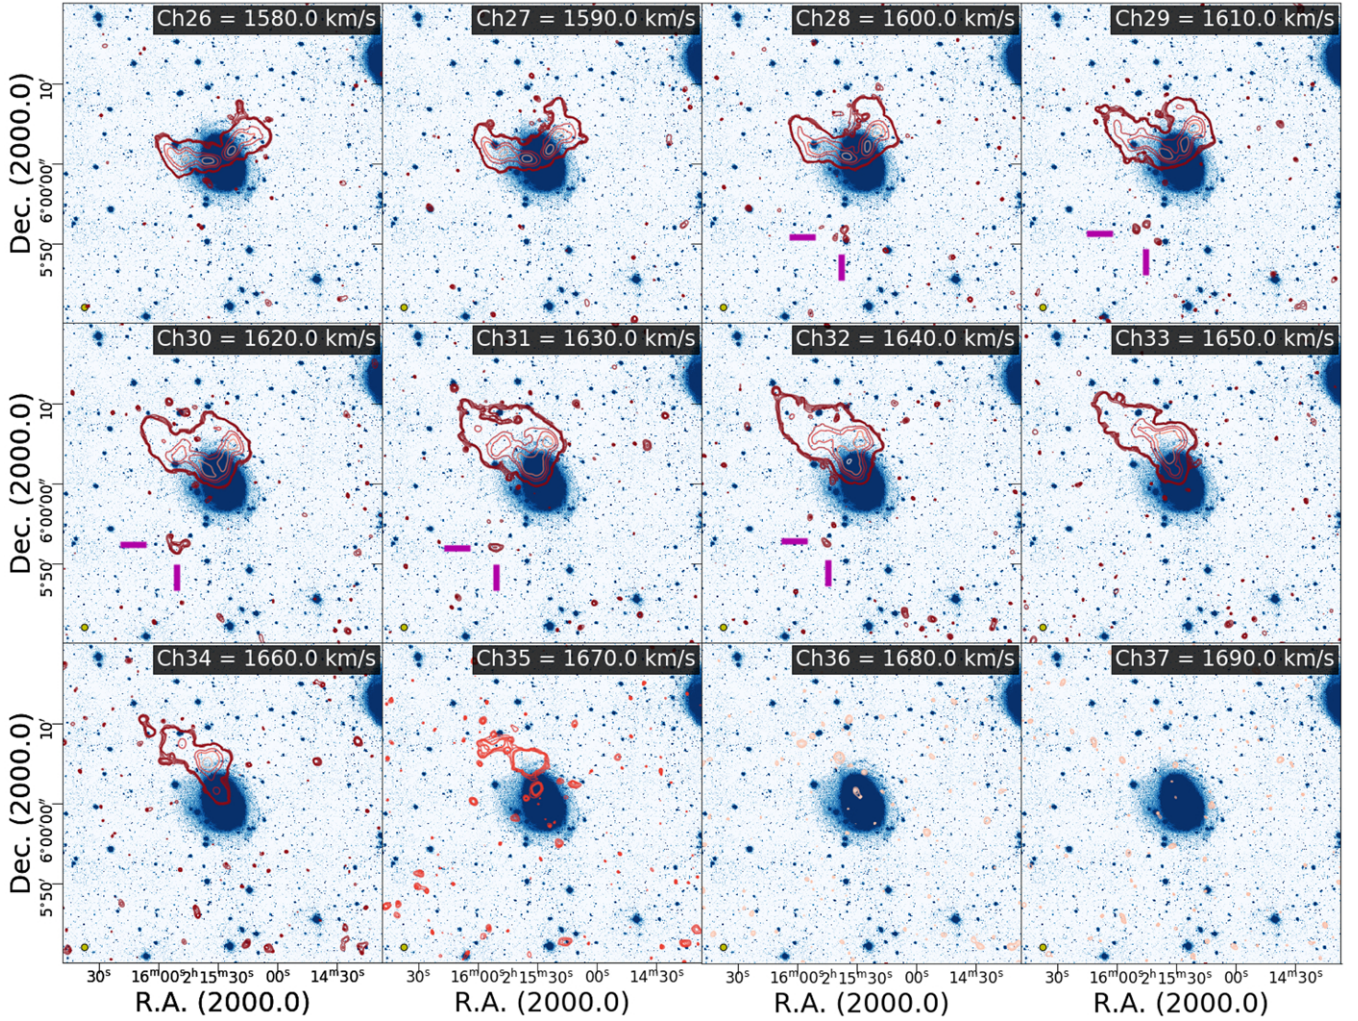 Ch26 = 1580.0 km/s
Ch27 = 1590.0 km/s
Ch28 = 1600.0 km/s
Ch29 = 1610.0 km/s
Dec. (2000.0)
10'
6°00'00"
5°50'
Ch30 = 1620.0 km/s
Ch31 = 1630.0 km/s
Ch32 = 1640.0 km/s
Ch33 = 1650.0 km/s
Dec. (2000.0)
10'
6°00'00"
5°50'
Ch34 = 1660.0 km/s
Ch35 = 1670.0 km/s
Ch36 = 1680.0 km/s
Ch37 = 1690.0 km/s
Dec. (2000.0)
10'
6°00'00"
5°50'
30ˢ 16ᵐ00ˢ 2ʰ15ᵐ30ˢ 00ˢ 14ᵐ30ˢ
30ˢ 16ᵐ00ˢ 2ʰ15ᵐ30ˢ 00ˢ 14ᵐ30ˢ
30ˢ 16ᵐ00ˢ 2ʰ15ᵐ30ˢ 00ˢ 14ᵐ30ˢ
30ˢ 16ᵐ00ˢ 2ʰ15ᵐ30ˢ 00ˢ 14ᵐ30ˢ
R.A. (2000.0)
R.A. (2000.0)
R.A. (2000.0)
R.A. (2000.0)